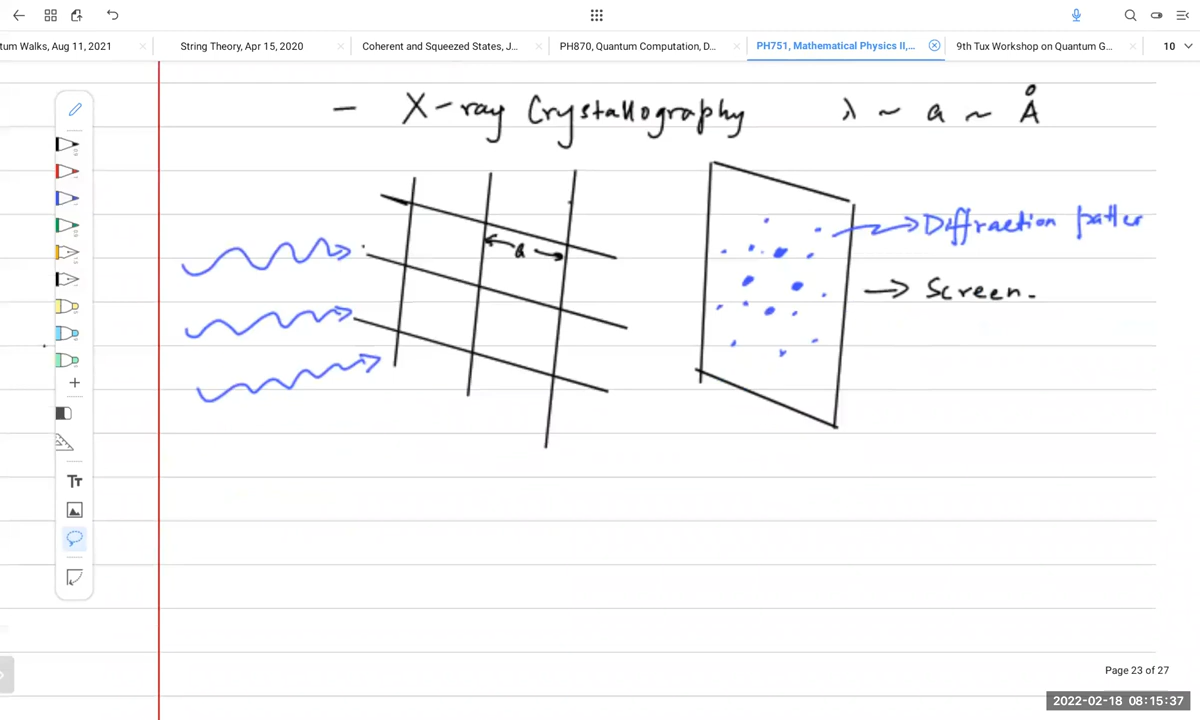 tum Walks, Aug 11, 2021
String Theory, Apr 15, 2020
Coherent and Squeezed States, J...
PH870, Quantum Computation, D...
PH751, Mathematical Physics II,...
9th Tux Workshop on Quantum G...
10
- X-ray Crystallography λ ~ a ~ Å
a
→ Diffraction patter
→ Screen.
Tт
Page 23 of 27
2022-02-18 08:15:37